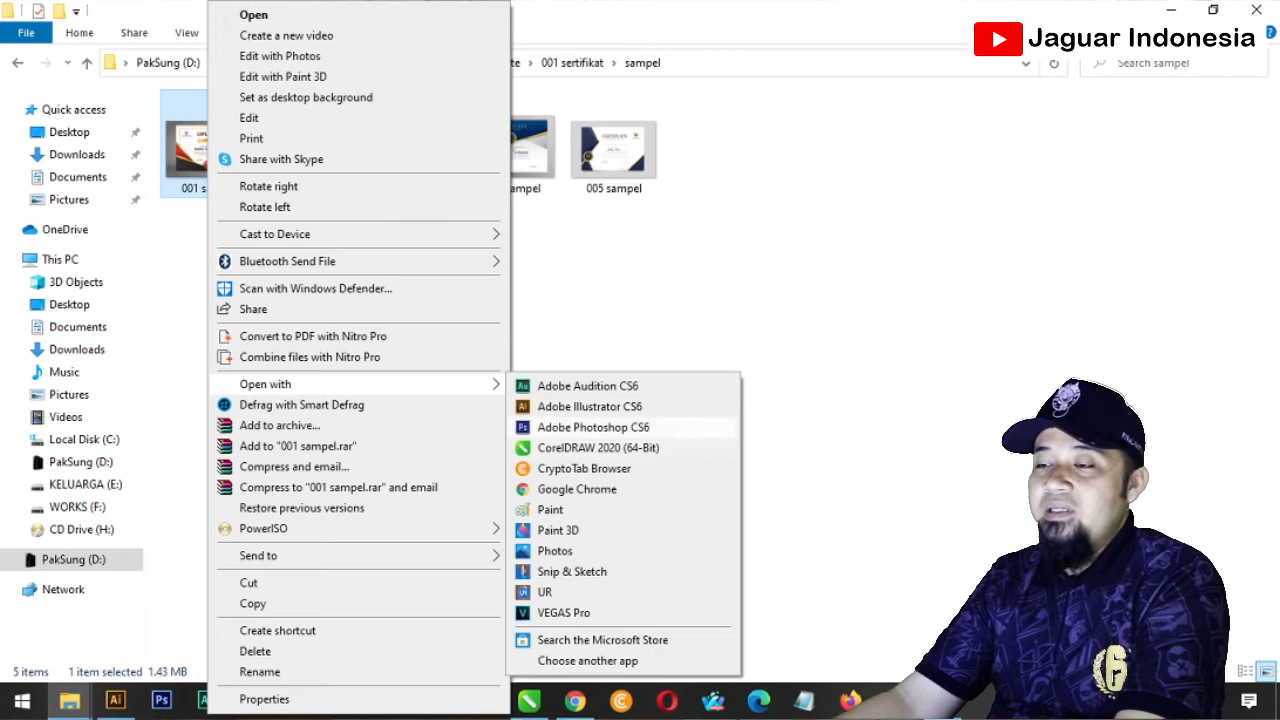 Jaguar Indonesia
File
Home
Share
View
PakSung (D:)
te
001 sertifikat
sampel
Search sampel
Quick access
Desktop
Downloads
Documents
Pictures
OneDrive
This PC
3D Objects
Desktop
Documents
Downloads
Music
Pictures
Videos
Local Disk (C:)
PakSung (D:)
KELUARGA (E:)
WORKS (F:)
CD Drive (H:)
PakSung (D:)
Network
5 items 1 item selected 1.43 MB
001 s
ampel
005 sampel
Open
Create a new video
Edit with Photos
Edit with Paint 3D
Set as desktop background
Edit
Print
Share with Skype
Rotate right
Rotate left
Cast to Device
Bluetooth Send File
Scan with Windows Defender...
Share
Convert to PDF with Nitro Pro
Combine files with Nitro Pro
Open with
Defrag with Smart Defrag
Add to archive...
Add to "001 sampel.rar"
Compress and email...
Compress to "001 sampel.rar" and email
Restore previous versions
PowerISO
Send to
Cut
Copy
Create shortcut
Delete
Rename
Properties
Adobe Audition CS6
Adobe Illustrator CS6
Adobe Photoshop CS6
CorelDRAW 2020 (64-Bit)
CryptoTab Browser
Google Chrome
Paint
Paint 3D
Photos
Snip & Sketch
UR
VEGAS Pro
Search the Microsoft Store
Choose another app